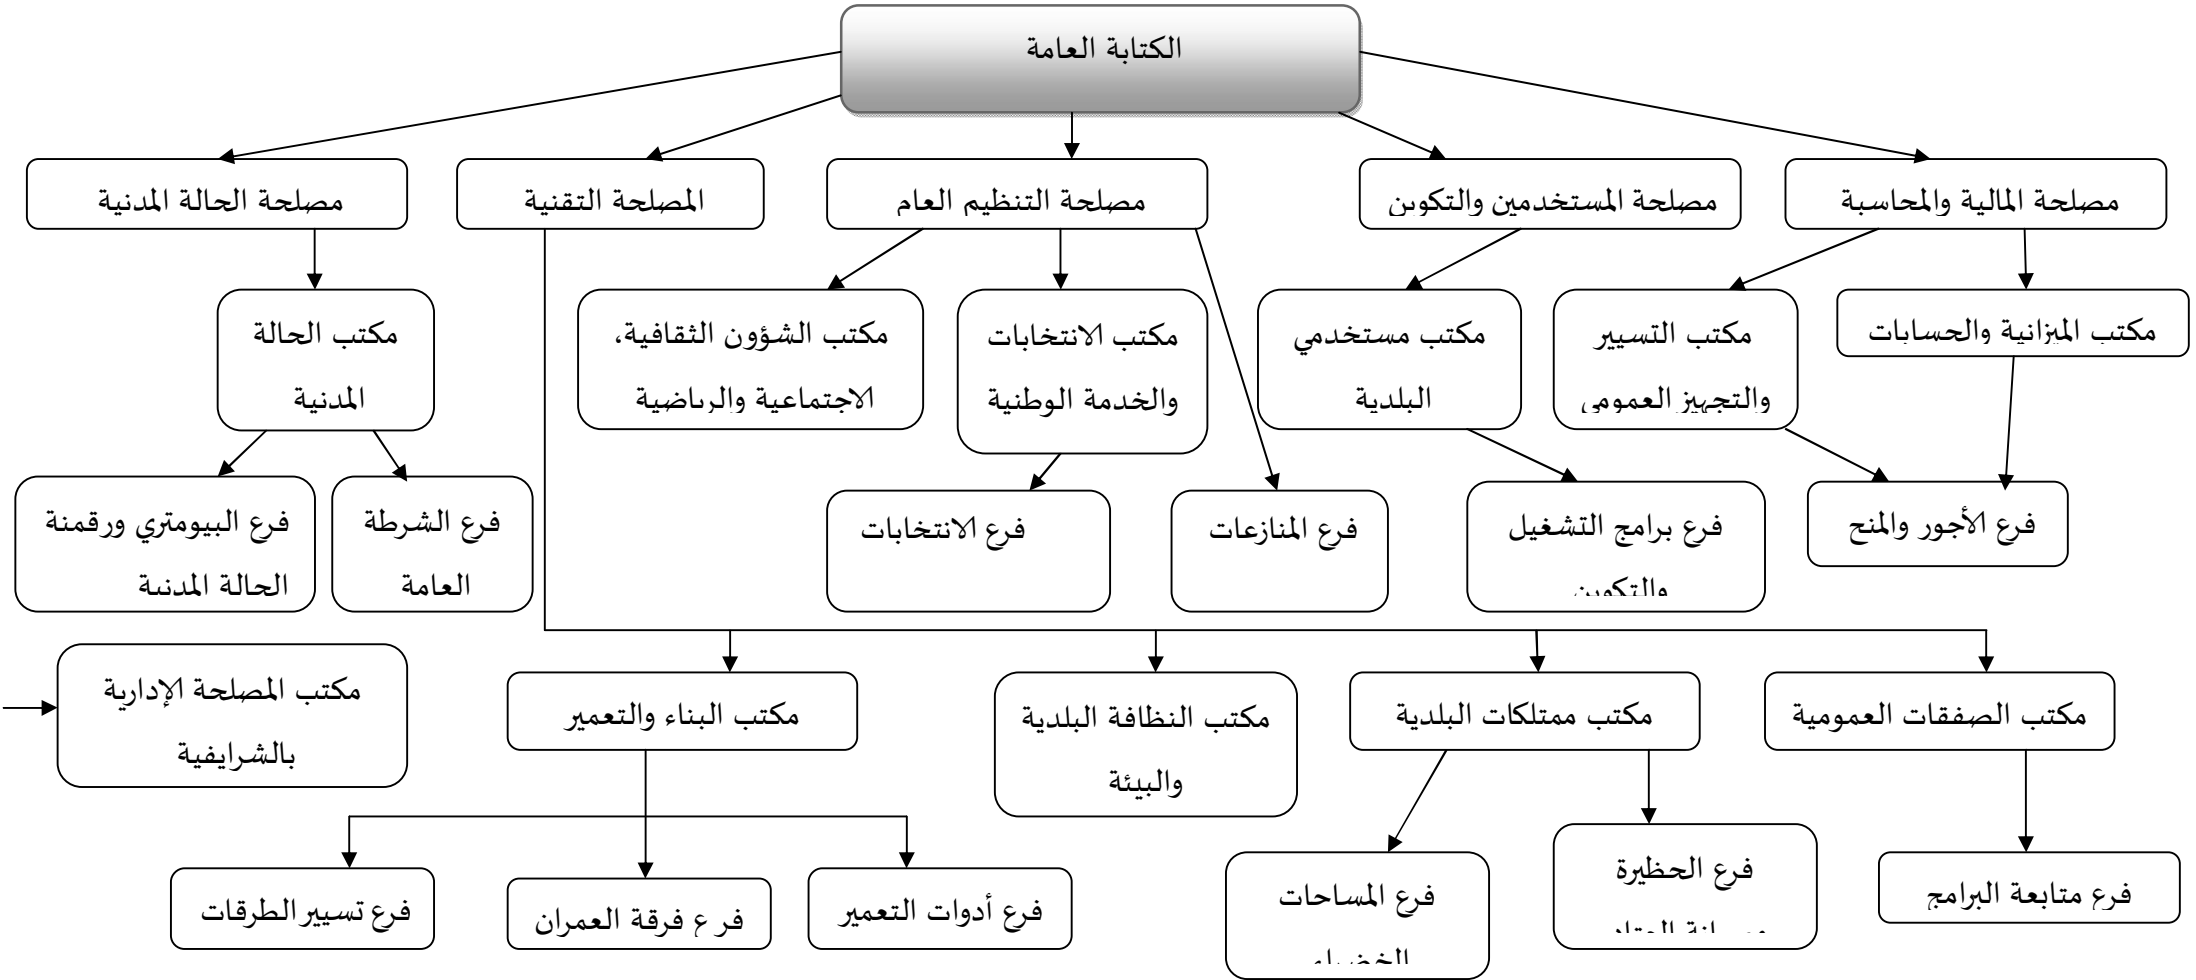 الكتابة العامة
مصلحة المالية والمحاسبة
مصلحة المستخدمين والتكوين
مصلحة التنظيم العام
المصلحة التقنية
مصلحة الحالة المدنية
مكتب الميزانية والحسابات
مكتب التسيير
والتجهيز العمومي
مكتب مستخدمي
البلدية
مكتب الانتخابات
والخدمة الوطنية
مكتب الشؤون الثقافية،
الاجتماعية والرياضية
مكتب الحالة
المدنية
فرع الأجور والمنح
فرع برامج التشغيل
والتكوين
فرع المنازعات
فرع الانتخابات
فرع الشرطة
العامة
فرع البيومتري ورقمنة
الحالة المدنية
مكتب الصفقات العمومية
مكتب ممتلكات البلدية
مكتب النظافة البلدية
والبيئة
مكتب البناء والتعمير
مكتب المصلحة الإدارية
بالشرايفية
فرع متابعة البرامج
فرع الحظيرة
فرع المساحات
الخضراء
فرع أدوات التعمير
فر ع فرقة العمران
فرع تسيير الطرقات